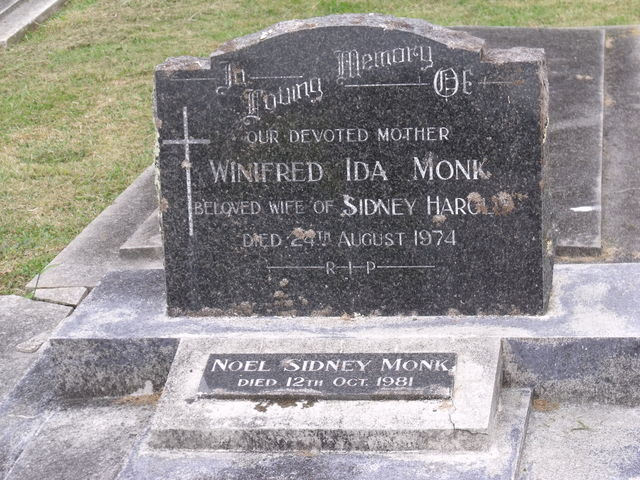 In Loving Memory Of
OUR DEVOTED MOTHER
WINIFRED IDA MONK
BELOVED WIFE OF SIDNEY HAROLD
DIED 24TH AUGUST 1974
R-I-P
NOEL SIDNEY MONK
DIED 12TH OCT. 1981